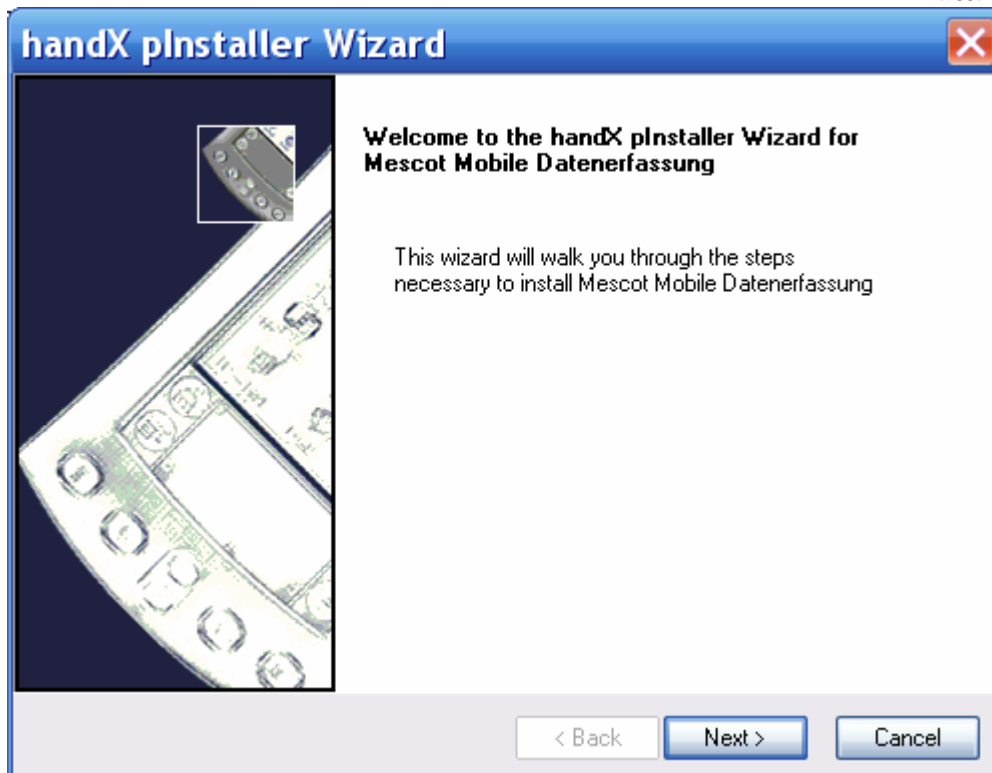 handX pInstaller Wizard
Welcome to the handX pInstaller Wizard for
Mescot Mobile Datenerfassung
This wizard will walk you through the steps
necessary to install Mescot Mobile Datenerfassung
< Back
Next >
Cancel